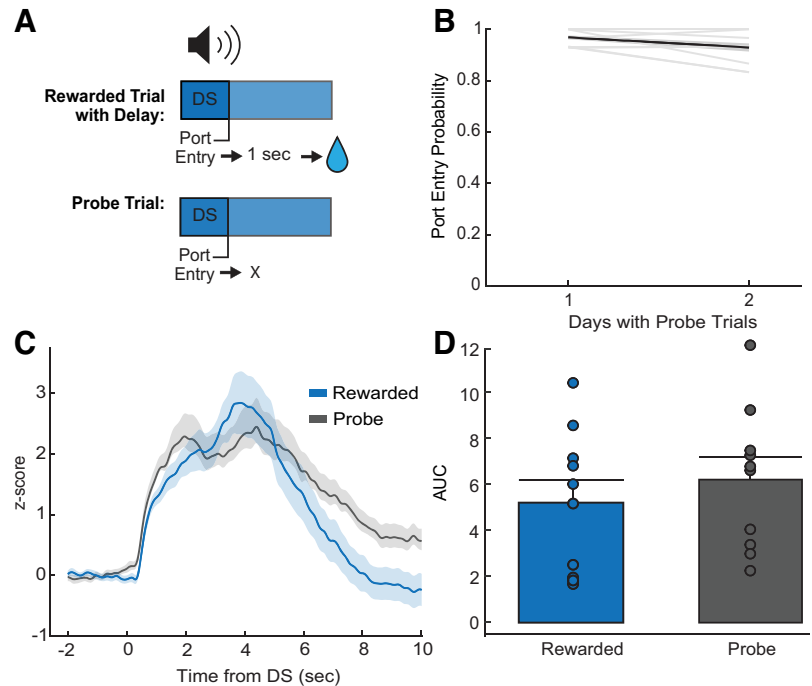 A
Rewarded Trial
with Delay:
DS
Port
Entry
1 sec
Probe Trial:
DS
Port
Entry
X
B
Port Entry Probability
1
0.8
0.6
0.4
0.2
0
1
2
Days with Probe Trials
C
z-score
3
2
1
0
-1
-2
0
2
4
6
8
10
Time from DS (sec)
Rewarded
Probe
D
AUC
12
10
8
6
4
2
0
Rewarded
Probe